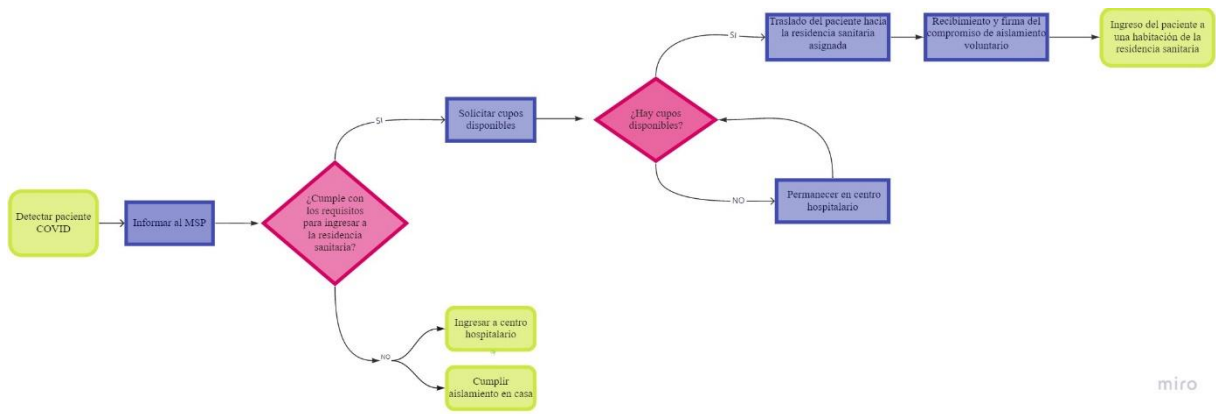 Detectar paciente
COVID
Informar al MSP
¿Cumple con
los requisitos
para ingresar a
la residencia
sanitaria?
SI
Solicitar cupos
disponibles
¿Hay cupos
disponibles?
SI
Traslado del paciente hacia
la residencia sanitaria
asignada
Recibimiento y firma del
compromiso de aislamiento
voluntario
Ingreso del paciente a
una habitación de la
residencia sanitaria
NO
Permanecer en centro
hospitalario
NO
Ingresar a centro
hospitalario
Cumplir
aislamiento en casa
miro